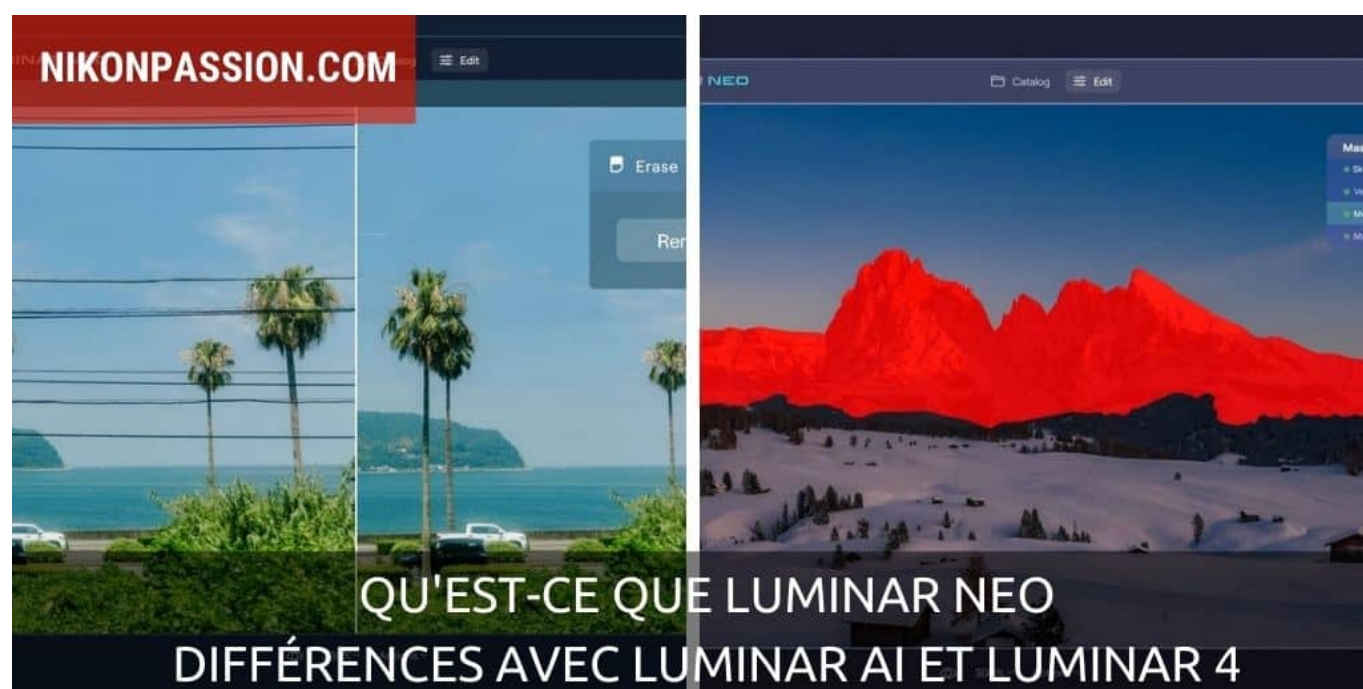 NIKONPASSION.COM
Edit
NEO
Catalog
Edit
Erase
QU'EST-CE QUE LUMINAR NEO
DIFFÉRENCES AVEC LUMINAR AI ET LUMINAR 4